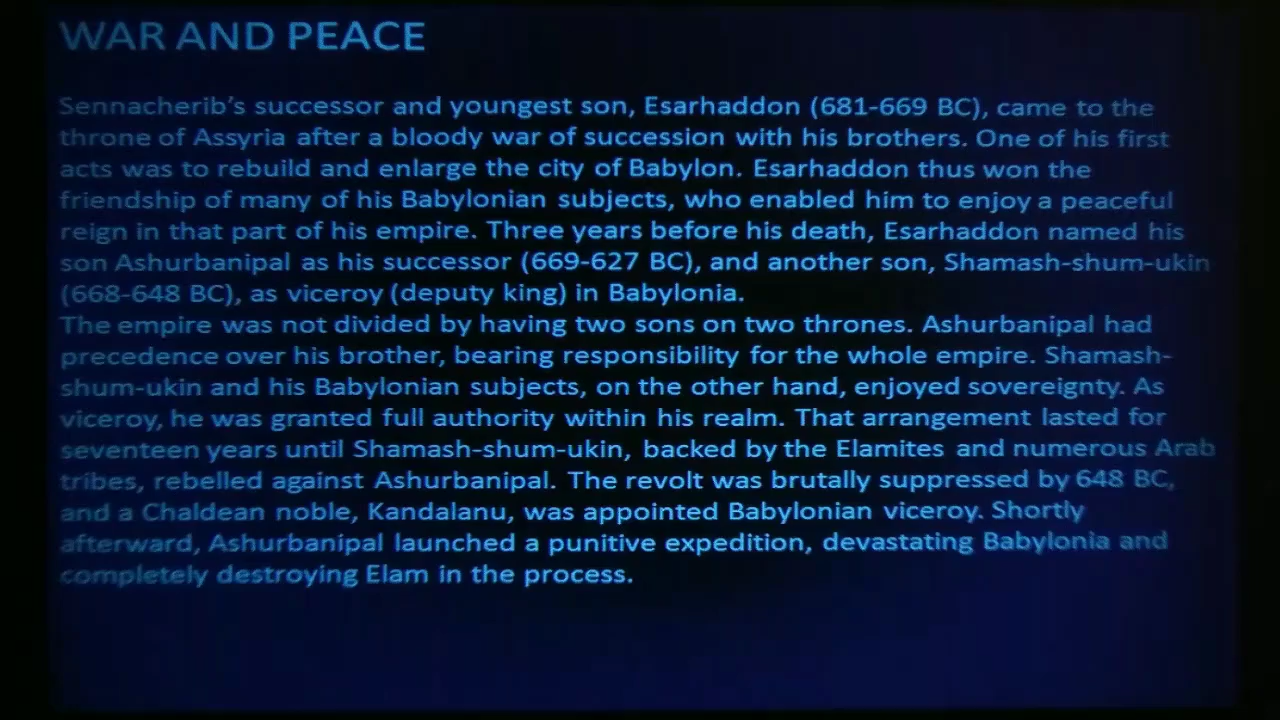 WAR AND PEACE
Sennacherib's successor and youngest son, Esarhaddon (681-669 BC), came to the
throne of Assyria after a bloody war of succession with his brothers. One of his first
acts was to rebuild and enlarge the city of Babylon. Esarhaddon thus won the
friendship of many of his Babylonian subjects, who enabled him to enjoy a peaceful
reign in that part of his empire. Three years before his death, Esarhaddon named his
son Ashurbanipal as his successor (669-627 BC), and another son, Shamash-shum-ukin
(668-648 BC), as viceroy (deputy king) in Babylonia.
The empire was not divided by having two sons on two thrones. Ashurbanipal had
precedence over his brother, bearing responsibility for the whole empire. Shamash-
shum-ukin and his Babylonian subjects, on the other hand, enjoyed sovereignty. As
viceroy, he was granted full authority within his realm. That arrangement lasted for
seventeen years until Shamash-shum-ukin, backed by the Elamites and numerous Arab
tribes, rebelled against Ashurbanipal. The revolt was brutally suppressed by 648 BC,
and a Chaldean noble, Kandalanu, was appointed Babylonian viceroy. Shortly
afterward, Ashurbanipal launched a punitive expedition, devastating Babylonia and
completely destroying Elam in the process.